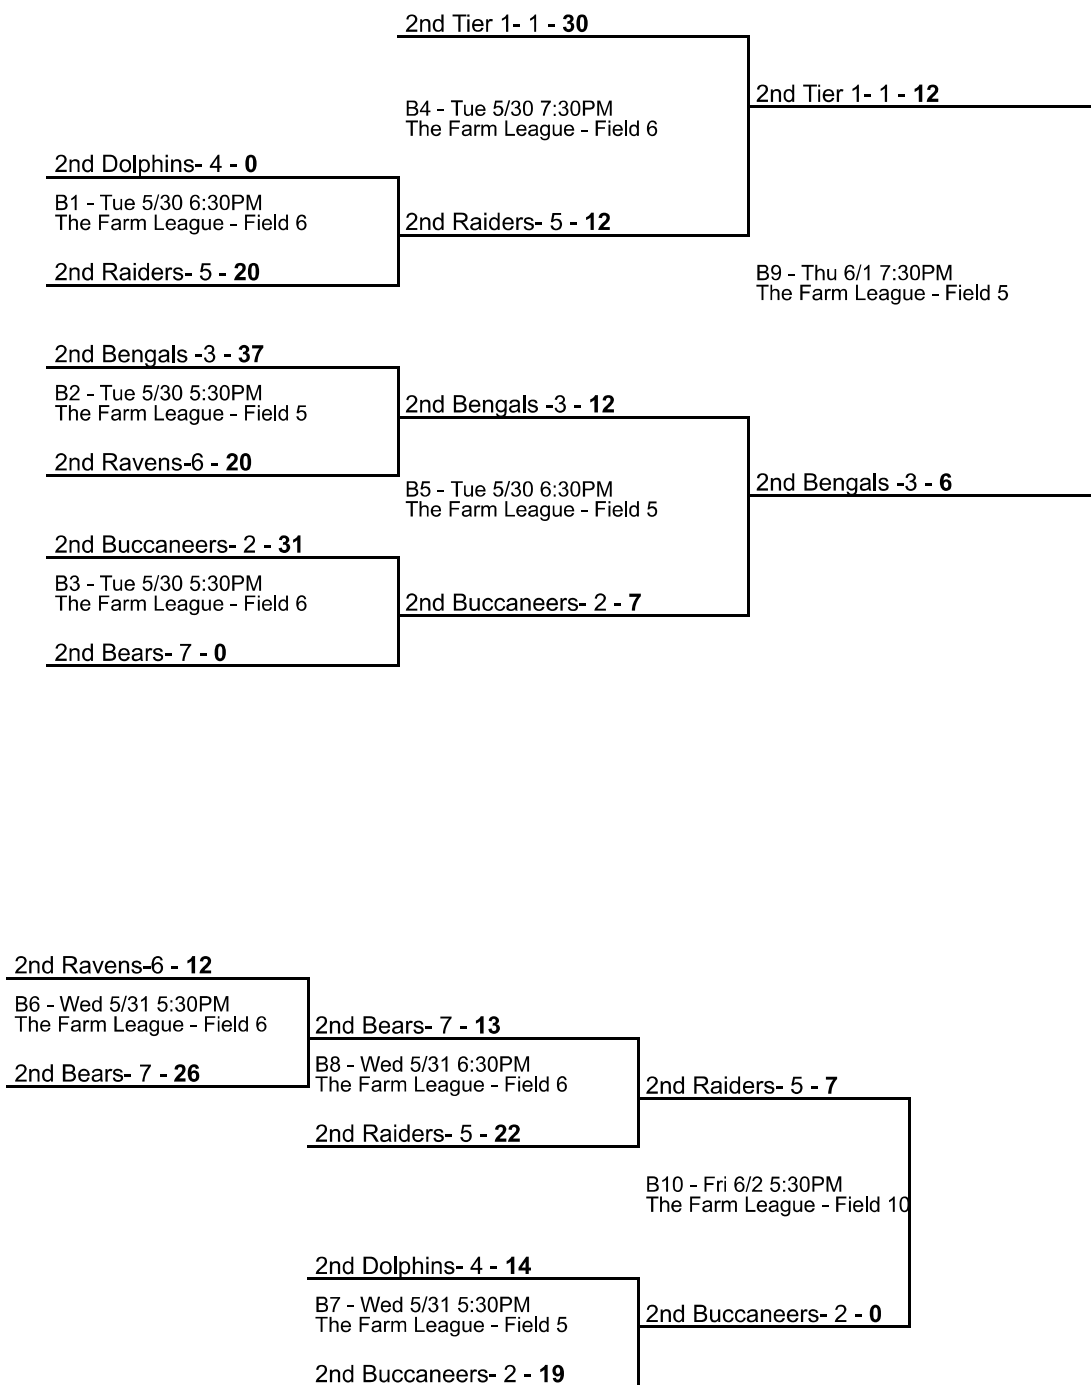 2nd Tier 1- 1 - 30
B4 - Tue 5/30 7:30PM
The Farm League - Field 6
2nd Tier 1- 1 - 12
2nd Dolphins- 4 - 0
B1 - Tue 5/30 6:30PM
The Farm League - Field 6
2nd Raiders- 5 - 12
2nd Raiders- 5 - 20
B9 - Thu 6/1 7:30PM
The Farm League - Field 5
2nd Bengals -3 - 37
B2 - Tue 5/30 5:30PM
The Farm League - Field 5
2nd Bengals -3 - 12
2nd Ravens-6 - 20
B5 - Tue 5/30 6:30PM
The Farm League - Field 5
2nd Bengals -3 - 6
2nd Buccaneers- 2 - 31
B3 - Tue 5/30 5:30PM
The Farm League - Field 6
2nd Buccaneers- 2 - 7
2nd Bears- 7 - 0
2nd Ravens-6 - 12
B6 - Wed 5/31 5:30PM
The Farm League - Field 6
2nd Bears- 7 - 13
2nd Bears- 7 - 26
B8 - Wed 5/31 6:30PM
The Farm League - Field 6
2nd Raiders- 5 - 7
2nd Raiders- 5 - 22
B10 - Fri 6/2 5:30PM
The Farm League - Field 10
2nd Dolphins- 4 - 14
B7 - Wed 5/31 5:30PM
The Farm League - Field 5
2nd Buccaneers- 2 - 0
2nd Buccaneers- 2 - 19